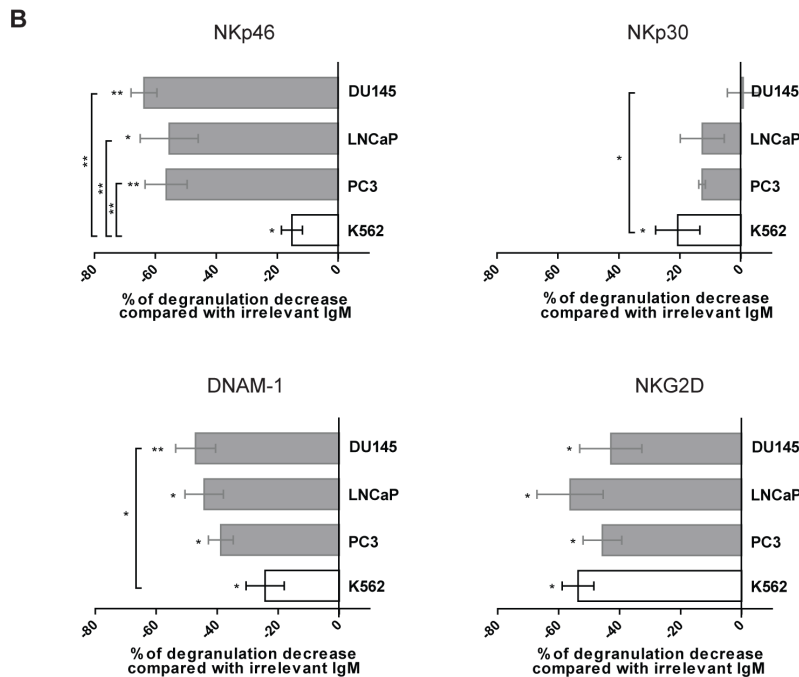 B
NKp46
**
DU145
*
LNCaP
**
PC3
*
K562
**
**
**
-80
-60
-40
-20
0
% of degranulation decrease
compared with irrelevant IgM
NKp30
DU145
LNCaP
PC3
*
K562
*
-80
-60
-40
-20
0
% of degranulation decrease
compared with irrelevant IgM
DNAM-1
**
DU145
*
LNCaP
*
PC3
*
K562
*
-80
-60
-40
-20
0
% of degranulation decrease
compared with irrelevant IgM
NKG2D
*
DU145
*
LNCaP
*
PC3
*
K562
-80
-60
-40
-20
0
% of degranulation decrease
compared with irrelevant IgM